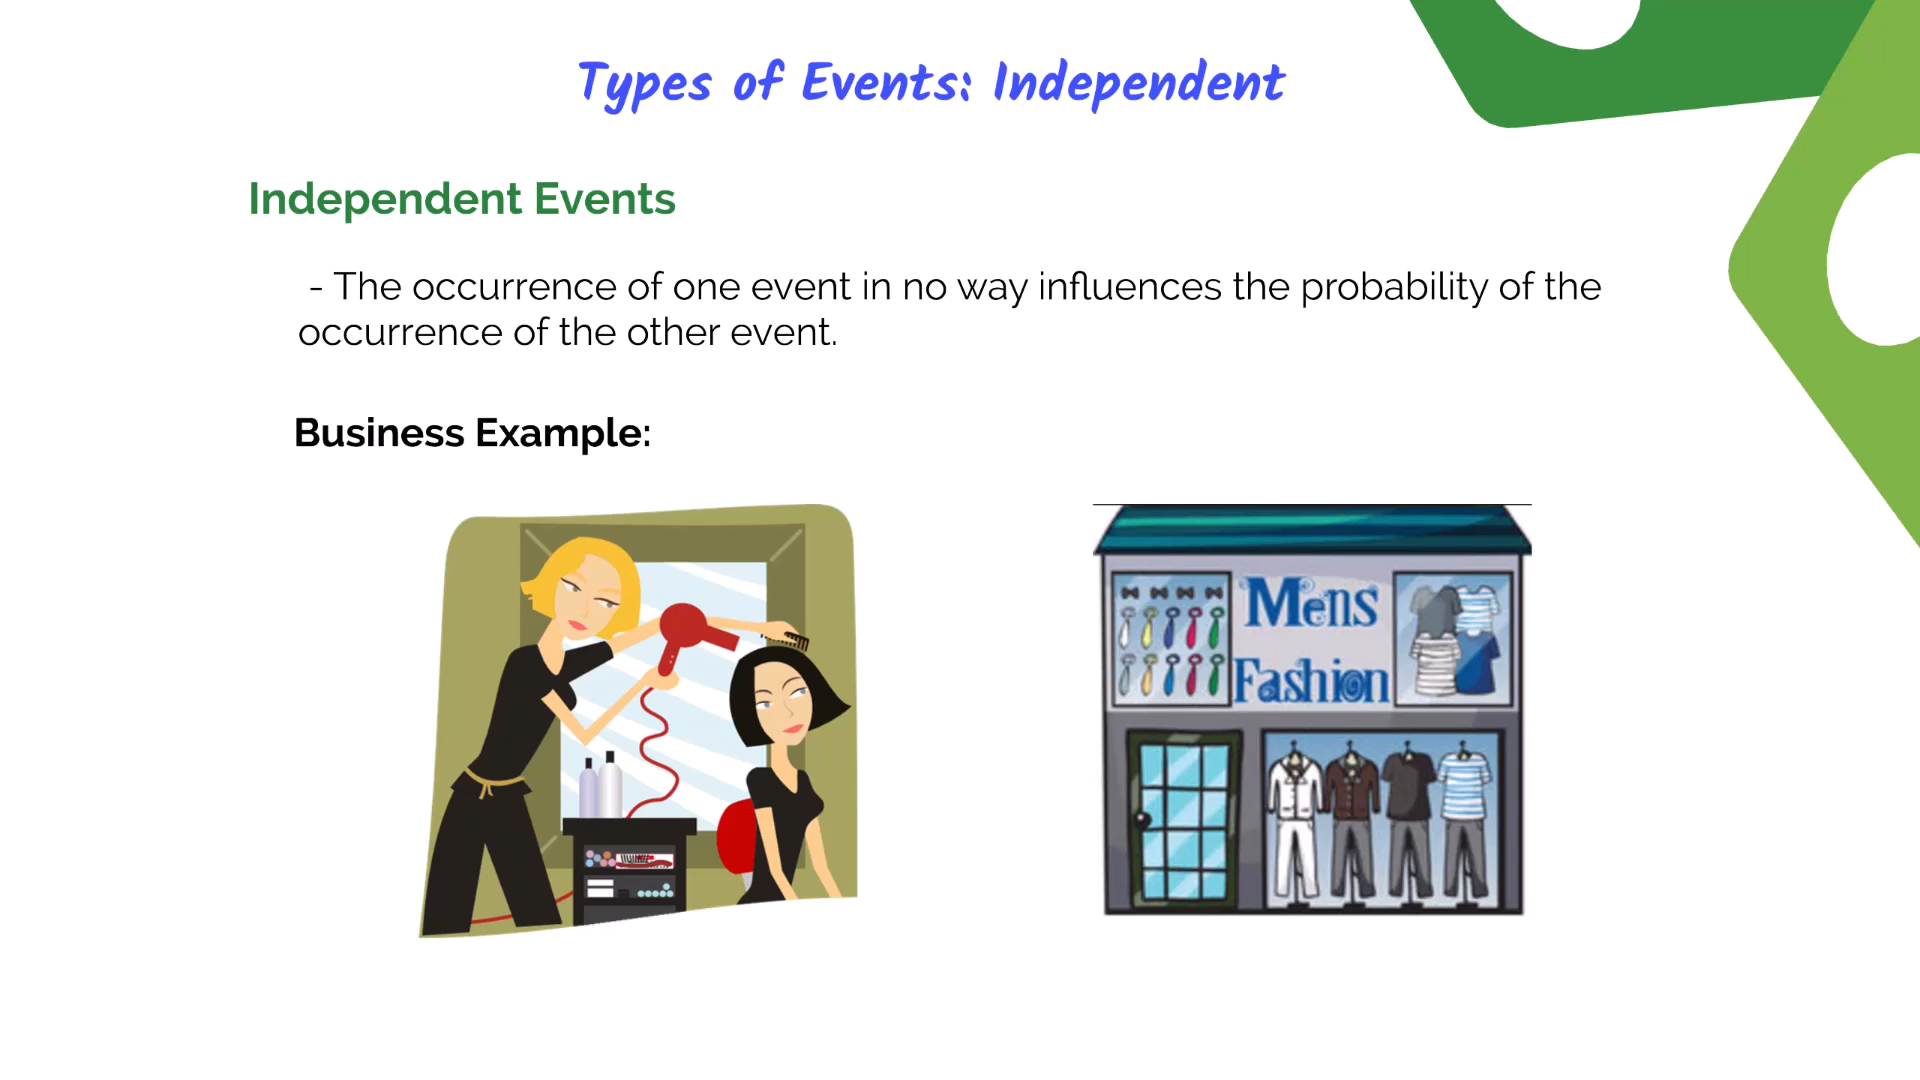 Types of Events: Independent
Independent Events
- The occurrence of one event in no way influences the probability of the
occurrence of the other event.
Business Example:
Mens
Fashion